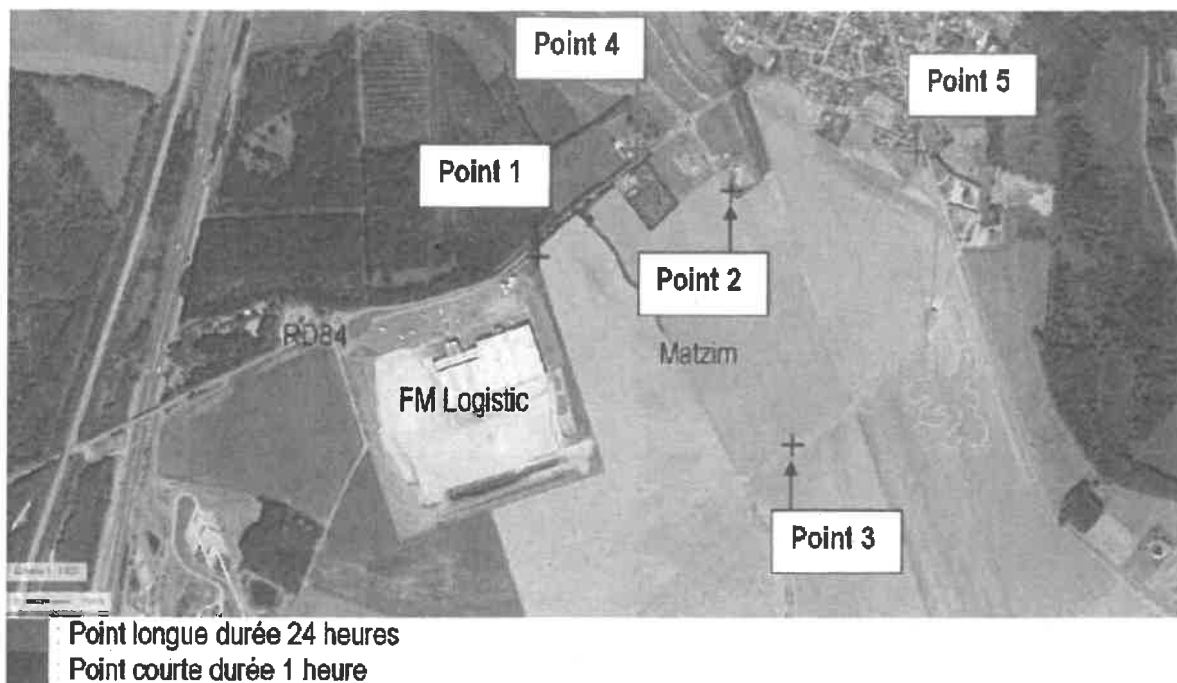 Point 4
Point 5
Point 1
Point 2
RD84
Matzim
FM Logistic
Point 3
Point longue durée 24 heures
Point courte durée 1 heure